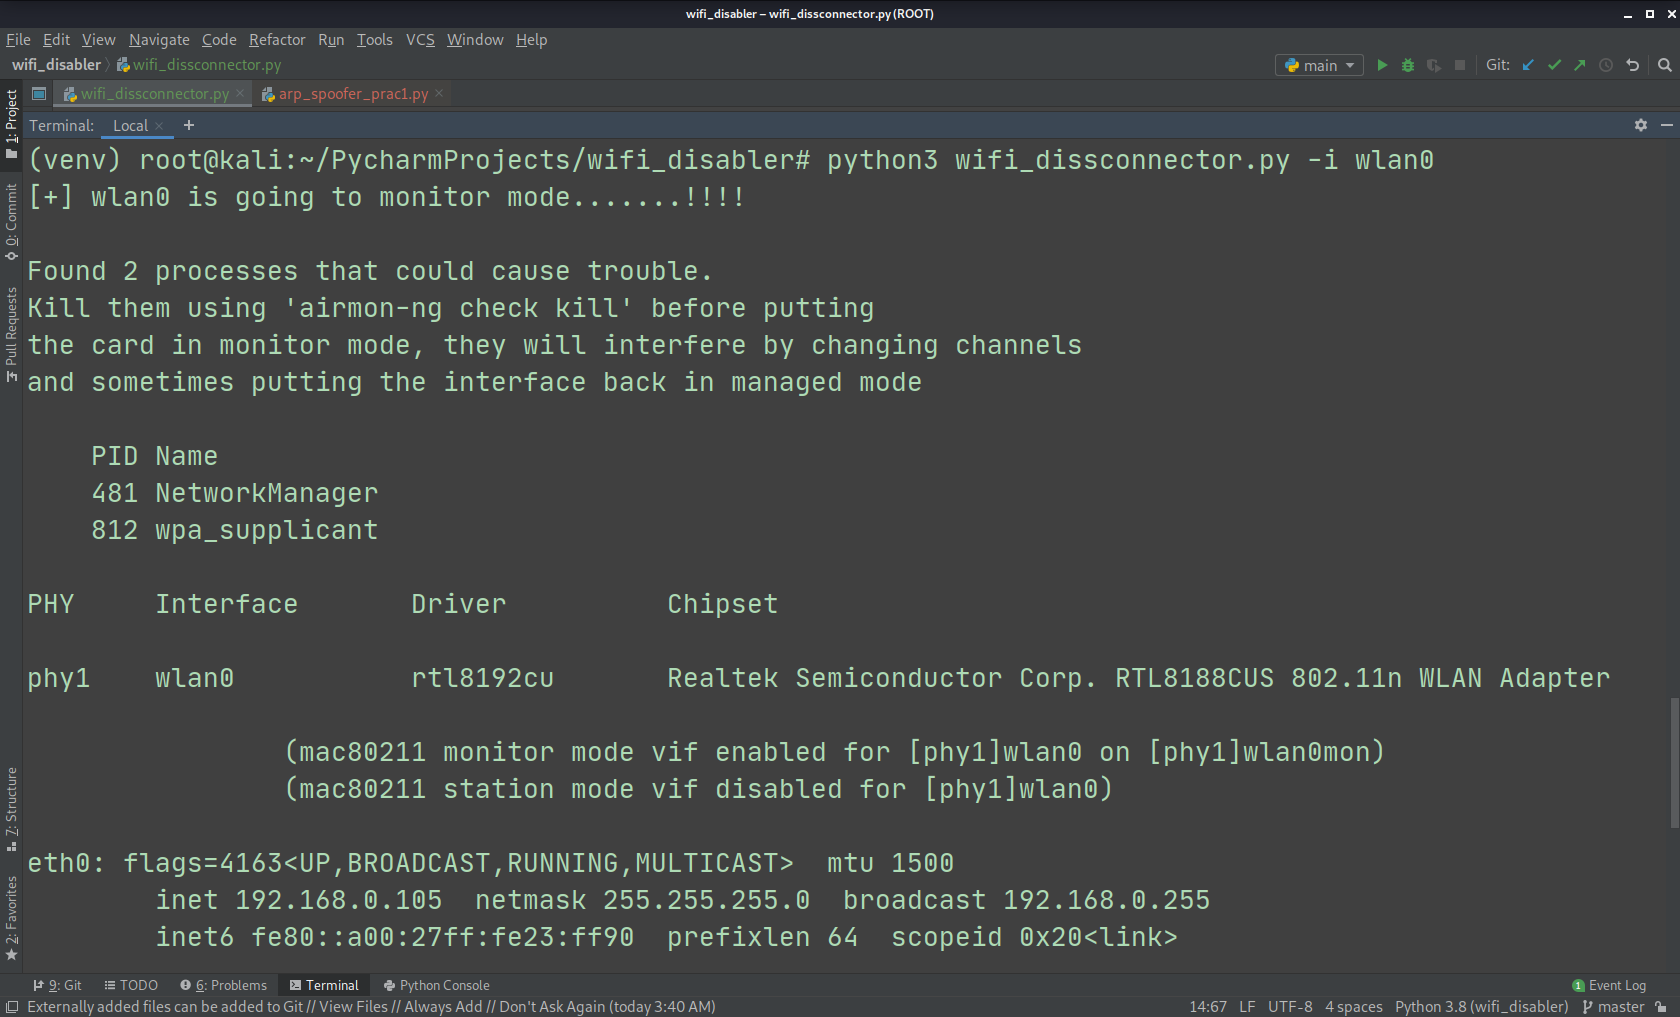 wifi_disabler – wifi_dissconnector.py (ROOT)
File Edit View Navigate Code Refactor Run Tools VCS Window Help
wifi_disabler wifi_dissconnector.py main Git:
wifi_dissconnector.py arp_spoofer_prac1.py
Terminal: Local +
(venv) root@kali:~/PycharmProjects/wifi_disabler# python3 wifi_dissconnector.py -i wlan0
[+] wlan0 is going to monitor mode.......!!!!
Found 2 processes that could cause trouble.
Kill them using 'airmon-ng check kill' before putting
the card in monitor mode, they will interfere by changing channels
and sometimes putting the interface back in managed mode
PID Name
481 NetworkManager
812 wpa_supplicant
PHY Interface Driver Chipset
phy1 wlan0 rtl8192cu Realtek Semiconductor Corp. RTL8188CUS 802.11n WLAN Adapter
(mac80211 monitor mode vif enabled for [phy1]wlan0 on [phy1]wlan0mon)
(mac80211 station mode vif disabled for [phy1]wlan0)
eth0: flags=4163<UP,BROADCAST,RUNNING,MULTICAST> mtu 1500
inet 192.168.0.105 netmask 255.255.255.0 broadcast 192.168.0.255
inet6 fe80::a00:27ff:fe23:ff90 prefixlen 64 scopeid 0x20<link>
1: Project
0: Commit
Pull Requests
7: Structure
2: Favorites
9: Git TODO 6: Problems Terminal Python Console 1 Event Log
Externally added files can be added to Git // View Files // Always Add // Don't Ask Again (today 3:40 AM) 14:67 LF UTF-8 4 spaces Python 3.8 (wifi_disabler) master